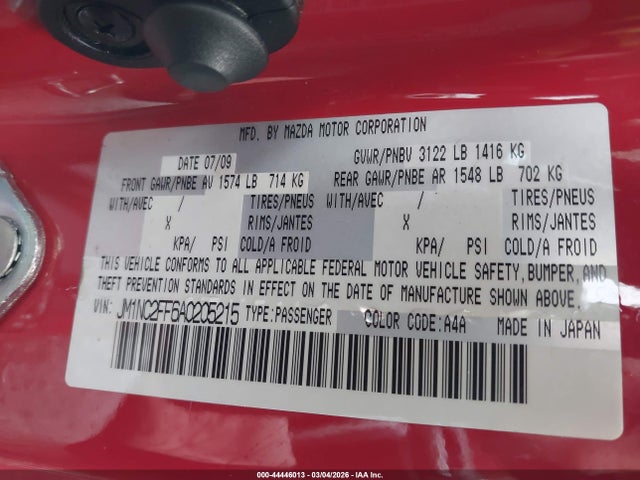 MFD. BY MAZDA MOTOR CORPORATION
DATE 07/09 GVWR/PNBV 3122 LB 1416 KG
FRONT GAWR/PNBE AV 1574 LB 714 KG REAR GAWR/PNBE AR 1548 LB 702 KG
WITH/AVEC / TIRES/PNEUS WITH/AVEC / TIRES/PNEUS
X RIMS/JANTES X RIMS/JANTES
KPA/ PSI COLD/A FROID KPA/ PSI COLD/A FROID
THIS VEHICLE CONFORMS TO ALL APPLICABLE FEDERAL MOTOR VEHICLE SAFETY, BUMPER, AND
THEFT PREVENTION STANDARDS IN EFFECT ON THE DATE OF MANUFACTURE SHOWN ABOVE.
VIN: JM1NC2FF6A0205215 TYPE:PASSENGER COLOR CODE:A4A MADE IN JAPAN
000-44446013 — 03/04/2026 — IAAI.com